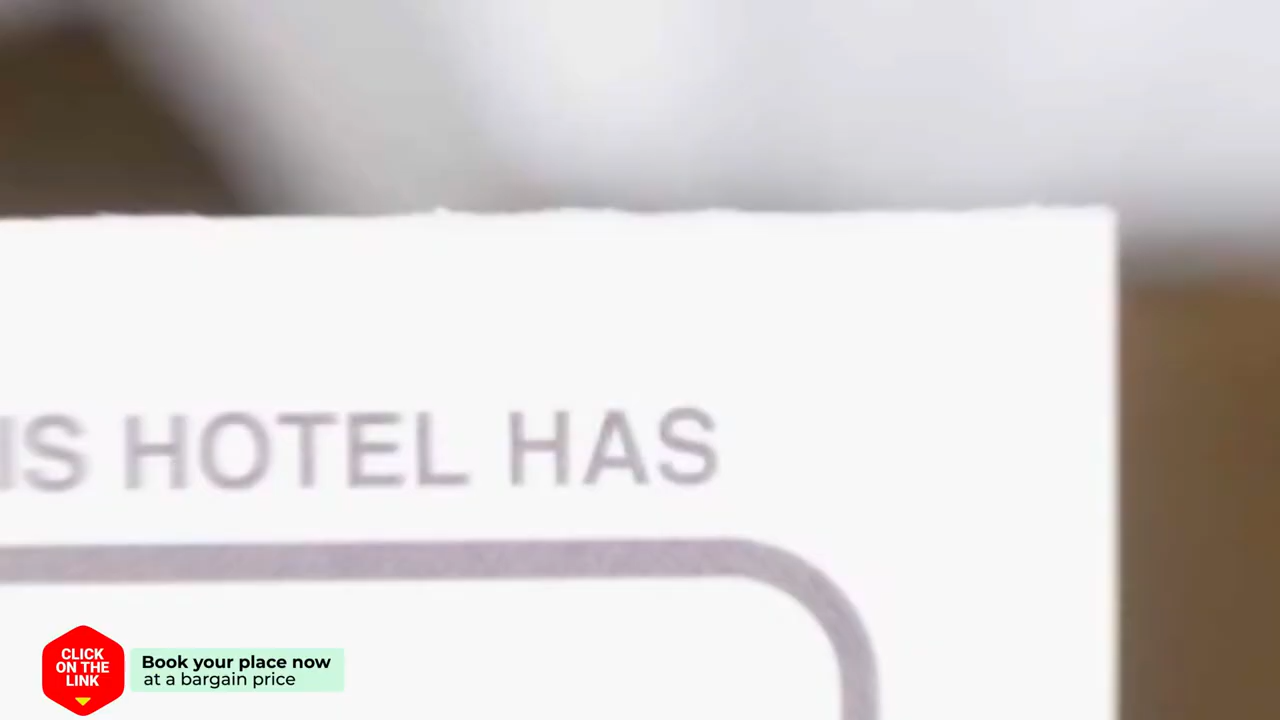 IS HOTEL HAS
CLICK
ON THE
LINK
Book your place now
at a bargain price